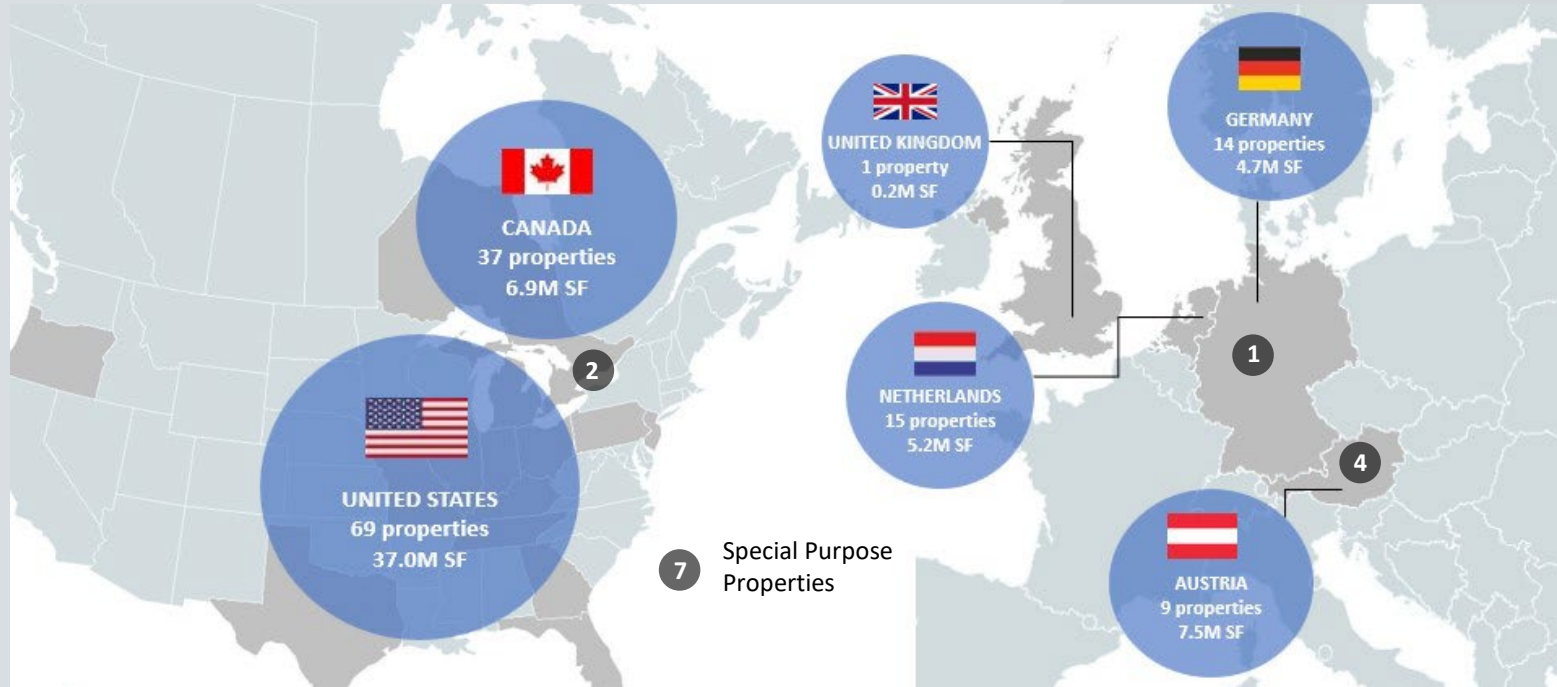 CANADA
37 properties
6.9M SF
2
UNITED STATES
69 properties
37.0M SF
7
Special Purpose
Properties
UNITED KINGDOM
1 property
0.2M SF
GERMANY
14 properties
4.7M SF
NETHERLANDS
15 properties
5.2M SF
1
4
AUSTRIA
9 properties
7.5M SF